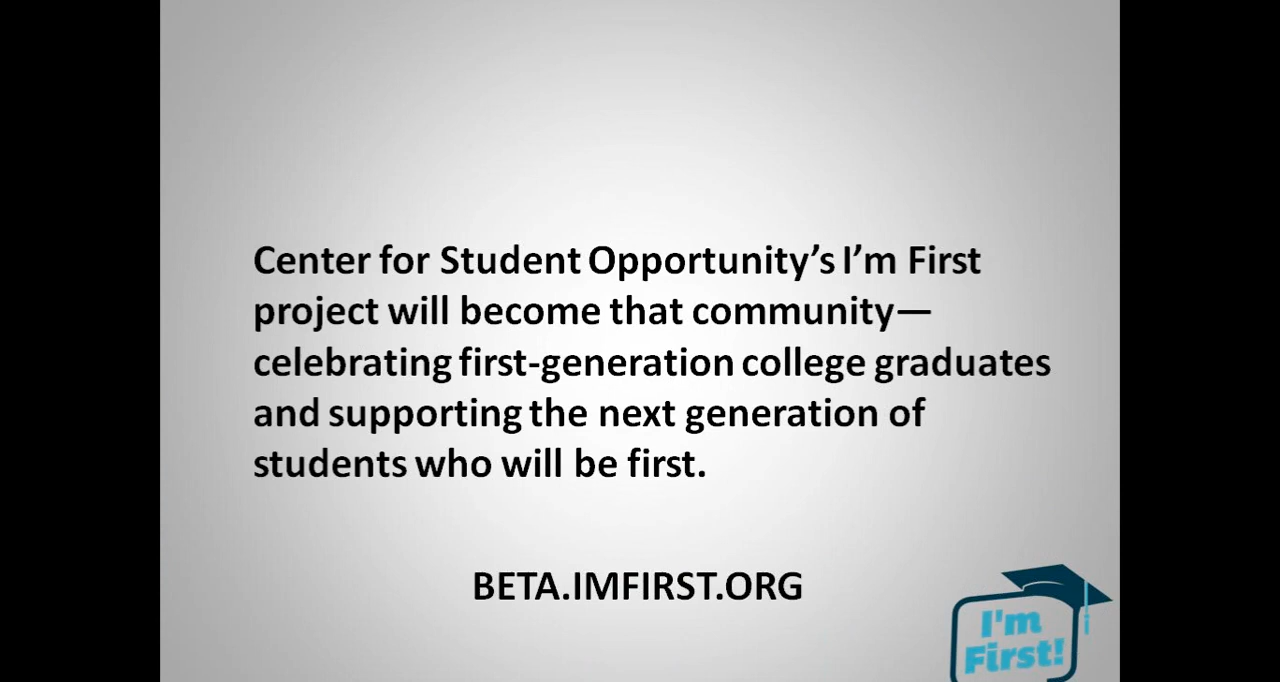 Center for Student Opportunity’s I’m First
project will become that community—
celebrating first-generation college graduates
and supporting the next generation of
students who will be first.
BETA.IMFIRST.ORG
I'm
First!